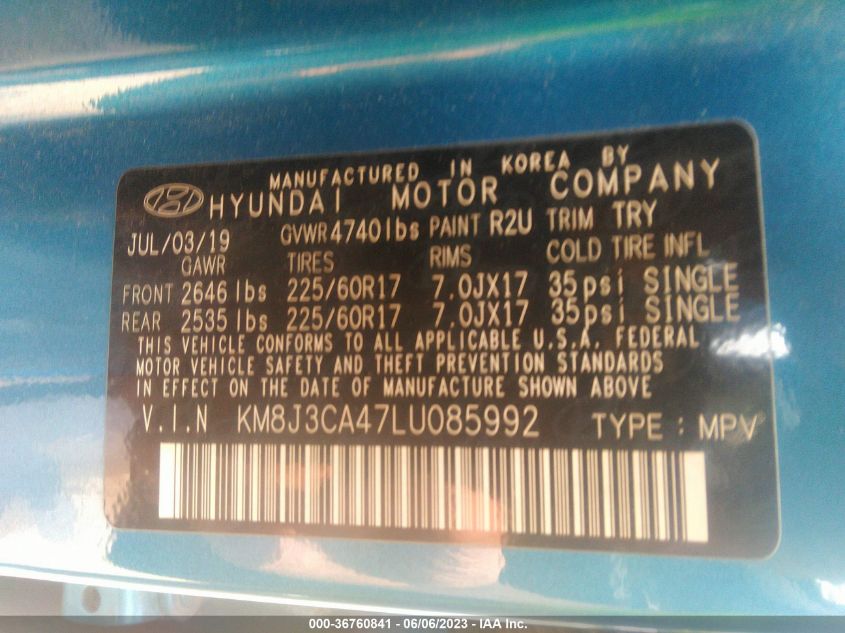 MANUFACTURED IN KOREA BY
HYUNDAI MOTOR COMPANY
JUL/03/19 GVWR 4740 lbs PAINT R2U TRIM TRY
GAWR TIRES RIMS COLD TIRE INFL
FRONT 2646 lbs 225/60R17 7.0JX17 35psi SINGLE
REAR 2535 lbs 225/60R17 7.0JX17 35psi SINGLE
THIS VEHICLE CONFORMS TO ALL APPLICABLE U.S.A. FEDERAL
MOTOR VEHICLE SAFETY AND THEFT PREVENTION STANDARDS
IN EFFECT ON THE DATE OF MANUFACTURE SHOWN ABOVE
V.I.N KM8J3CA47LU085992 TYPE : MPV
000-36760841 - 06/06/2023 - IAA Inc.